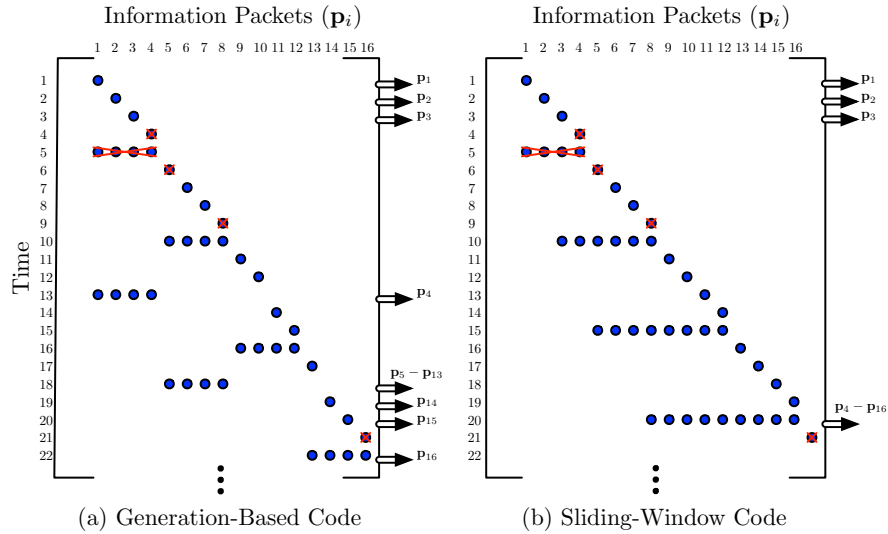 Information Packets (p_i)
1 2 3 4 5 6 7 8 9 10 11 12 13 14 15 16
Time
1
2
3
4
5
6
7
8
9
10
11
12
13
14
15
16
17
18
19
20
21
22
p_1
p_2
p_3
p_4
p_5 − p_13
p_14
p_15
p_16
(a) Generation-Based Code
Information Packets (p_i)
1 2 3 4 5 6 7 8 9 10 11 12 13 14 15 16
1
2
3
4
5
6
7
8
9
10
11
12
13
14
15
16
17
18
19
20
21
22
p_1
p_2
p_3
p_4 − p_16
(b) Sliding-Window Code